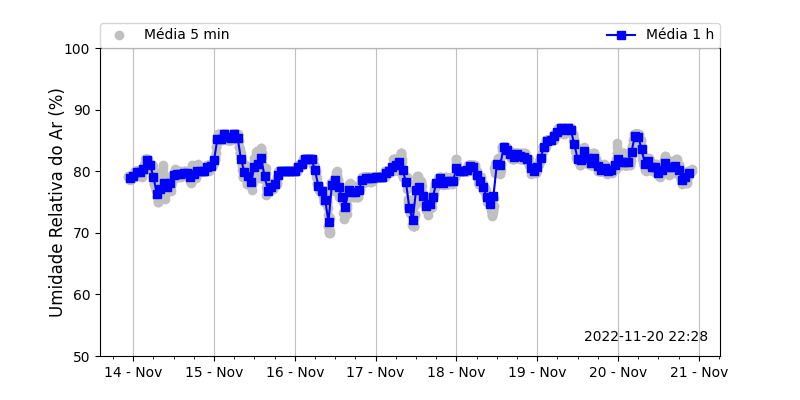 Média 5 min
Média 1 h
Umidade Relativa do Ar (%)
100
90
80
70
60
50
2022-11-20 22:28
14 - Nov
15 - Nov
16 - Nov
17 - Nov
18 - Nov
19 - Nov
20 - Nov
21 - Nov